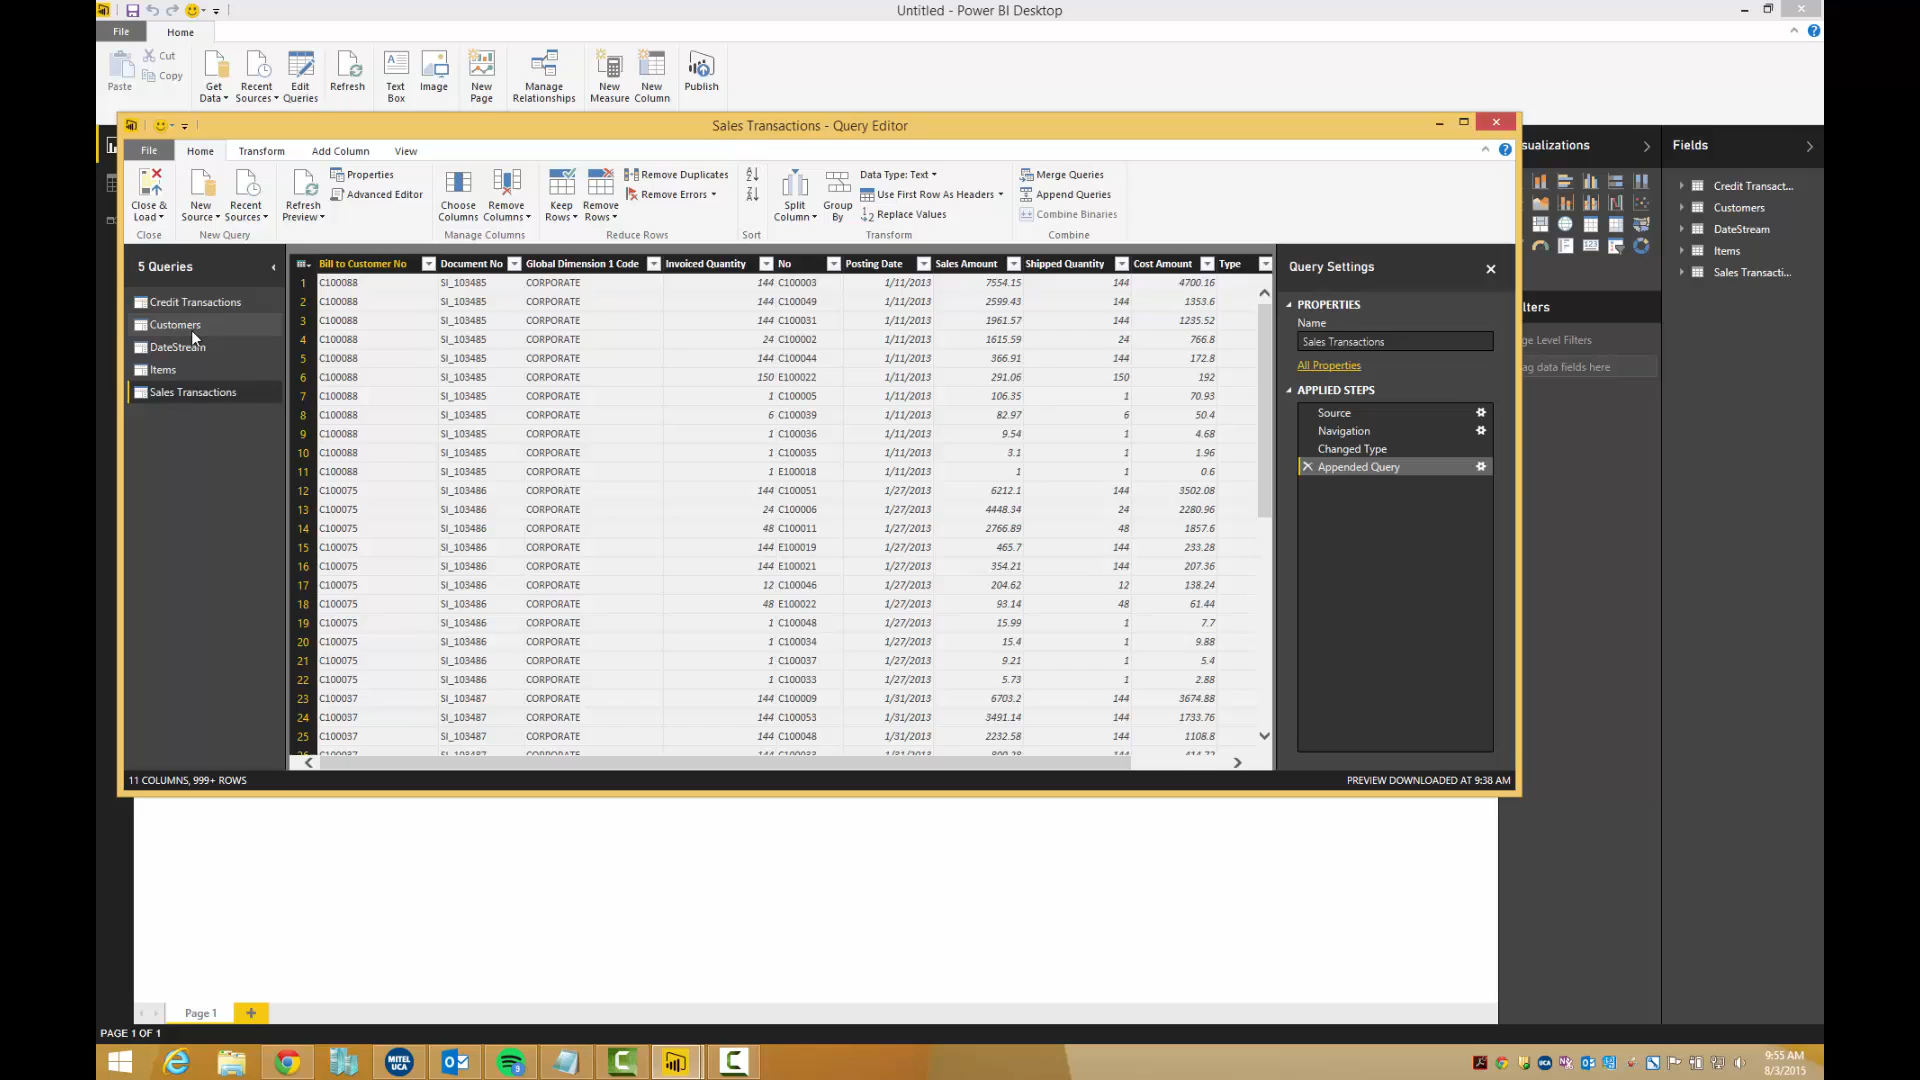 Untitled - Power BI Desktop
File Home
Paste
Cut
Copy
Get Data
Recent Sources
Edit Queries
Refresh
Text Box
Image
New Page
Manage Relationships
New Measure
New Column
Publish
Sales Transactions - Query Editor
File Home Transform Add Column View
Close & Load
New Source
Recent Sources
Refresh Preview
Properties
Advanced Editor
Choose Columns
Remove Columns
Keep Rows
Remove Rows
Remove Duplicates
Remove Errors
Split Column
Group By
Data Type: Text
Use First Row As Headers
Replace Values
Merge Queries
Append Queries
Combine Binaries
Close New Query Manage Columns Reduce Rows Sort Transform Combine
5 Queries
Credit Transactions
Customers
DateStream
Items
Sales Transactions
Bill to Customer No Document No Global Dimension 1 Code Invoiced Quantity No Posting Date Sales Amount Shipped Quantity Cost Amount Type
1 C100088 SI_103485 CORPORATE 144 C100003 1/11/2013 7554.15 144 4700.16
2 C100088 SI_103485 CORPORATE 144 C100049 1/11/2013 2599.43 144 1353.6
3 C100088 SI_103485 CORPORATE 144 C100031 1/11/2013 1961.57 144 1235.52
4 C100088 SI_103485 CORPORATE 24 C100002 1/11/2013 1615.59 24 766.8
5 C100088 SI_103485 CORPORATE 144 C100044 1/11/2013 366.91 144 172.8
6 C100088 SI_103485 CORPORATE 150 E100022 1/11/2013 291.06 150 192
7 C100088 SI_103485 CORPORATE 1 C100005 1/11/2013 106.35 1 70.93
8 C100088 SI_103485 CORPORATE 6 C100039 1/11/2013 82.97 6 50.4
9 C100088 SI_103485 CORPORATE 1 C100036 1/11/2013 9.54 1 4.68
10 C100088 SI_103485 CORPORATE 1 C100035 1/11/2013 3.1 1 1.96
11 C100088 SI_103485 CORPORATE 1 E100018 1/11/2013 1 1 0.6
12 C100075 SI_103486 CORPORATE 144 C100051 1/27/2013 6212.1 144 3502.08
13 C100075 SI_103486 CORPORATE 24 C100006 1/27/2013 4448.34 24 2280.96
14 C100075 SI_103486 CORPORATE 48 C100011 1/27/2013 2766.89 48 1857.6
15 C100075 SI_103486 CORPORATE 144 E100019 1/27/2013 465.7 144 233.28
16 C100075 SI_103486 CORPORATE 144 E100021 1/27/2013 354.21 144 207.36
17 C100075 SI_103486 CORPORATE 12 C100046 1/27/2013 204.62 12 138.24
18 C100075 SI_103486 CORPORATE 48 E100022 1/27/2013 93.14 48 61.44
19 C100075 SI_103486 CORPORATE 1 C100048 1/27/2013 15.99 1 7.7
20 C100075 SI_103486 CORPORATE 1 C100034 1/27/2013 15.4 1 9.88
21 C100075 SI_103486 CORPORATE 1 C100037 1/27/2013 9.21 1 5.4
22 C100075 SI_103486 CORPORATE 1 C100033 1/27/2013 5.73 1 2.88
23 C100037 SI_103487 CORPORATE 144 C100009 1/31/2013 6703.2 144 3674.88
24 C100037 SI_103487 CORPORATE 144 C100053 1/31/2013 3491.14 144 1733.76
25 C100037 SI_103487 CORPORATE 144 C100048 1/31/2013 2232.58 144 1108.8
Query Settings
PROPERTIES
Name
Sales Transactions
All Properties
APPLIED STEPS
Source
Navigation
Changed Type
Appended Query
11 COLUMNS, 999+ ROWS
PREVIEW DOWNLOADED AT 9:38 AM
sualizations
lters
ge Level Filters
ag data fields here
Fields
Credit Transact...
Customers
DateStream
Items
Sales Transacti...
Page 1
PAGE 1 OF 1
MITEL UCA
9:55 AM
8/3/2015